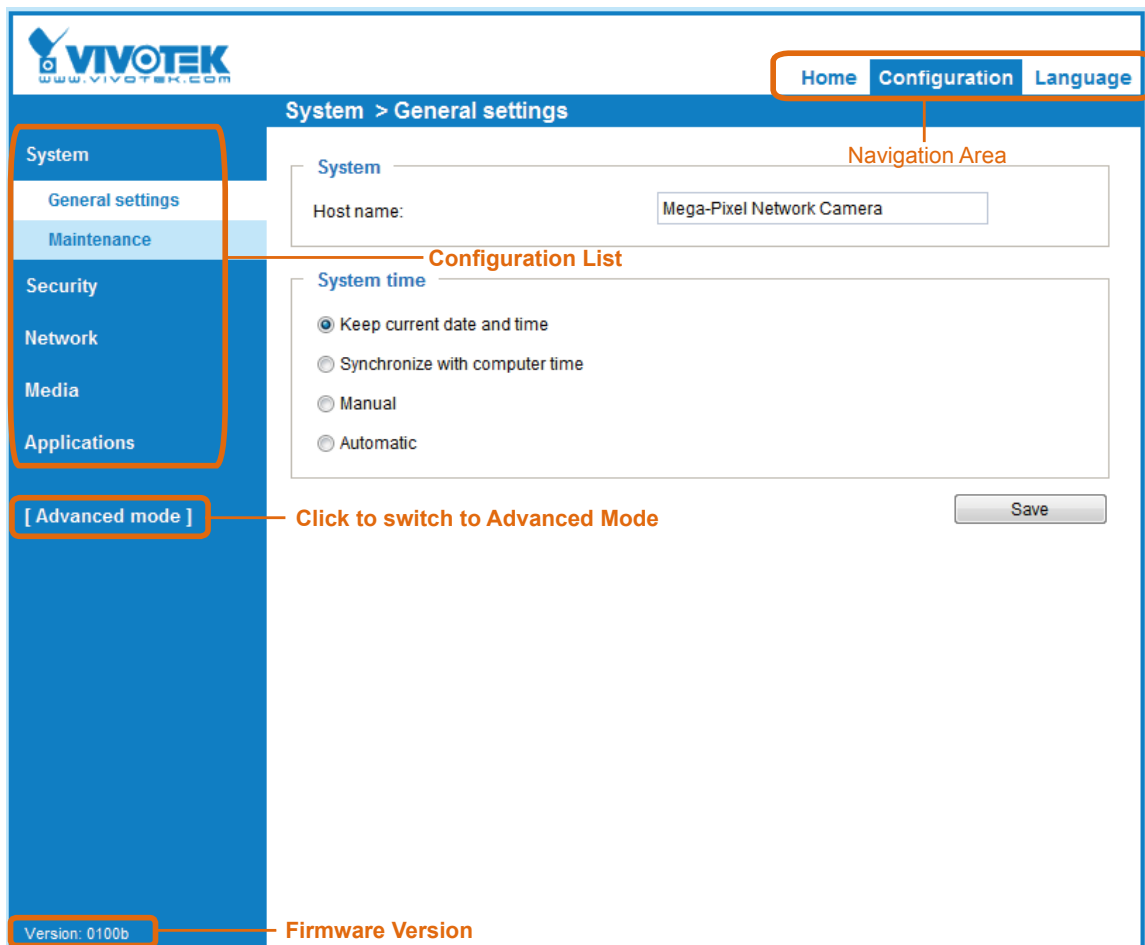 VIVOTEK
www.vivotek.com
Home Configuration Language
System > General settings
Navigation Area
System
General settings
Maintenance
Security
Network
Media
Applications
Configuration List
[ Advanced mode ]
Click to switch to Advanced Mode
System
Host name: Mega-Pixel Network Camera
System time
Keep current date and time
Synchronize with computer time
Manual
Automatic
Save
Version: 0100b
Firmware Version